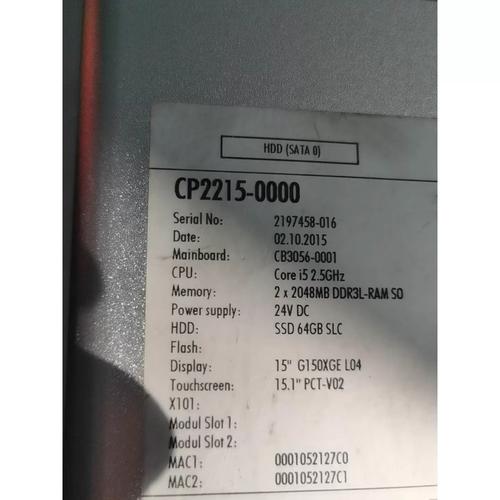 HDD (SATA 0)
CP2215-0000
Serial No: 2197458-016
Date: 02.10.2015
Mainboard: CB3056-0001
CPU: Core i5 2.5GHz
Memory: 2 x 2048MB DDR3L-RAM SO
Power supply: 24V DC
HDD: SSD 64GB SLC
Flash:
Display: 15" G150XGE L04
Touchscreen: 15.1" PCT-V02
X101:
Modul Slot 1:
Modul Slot 2:
MAC1: 0001052127C0
MAC2: 0001052127C1